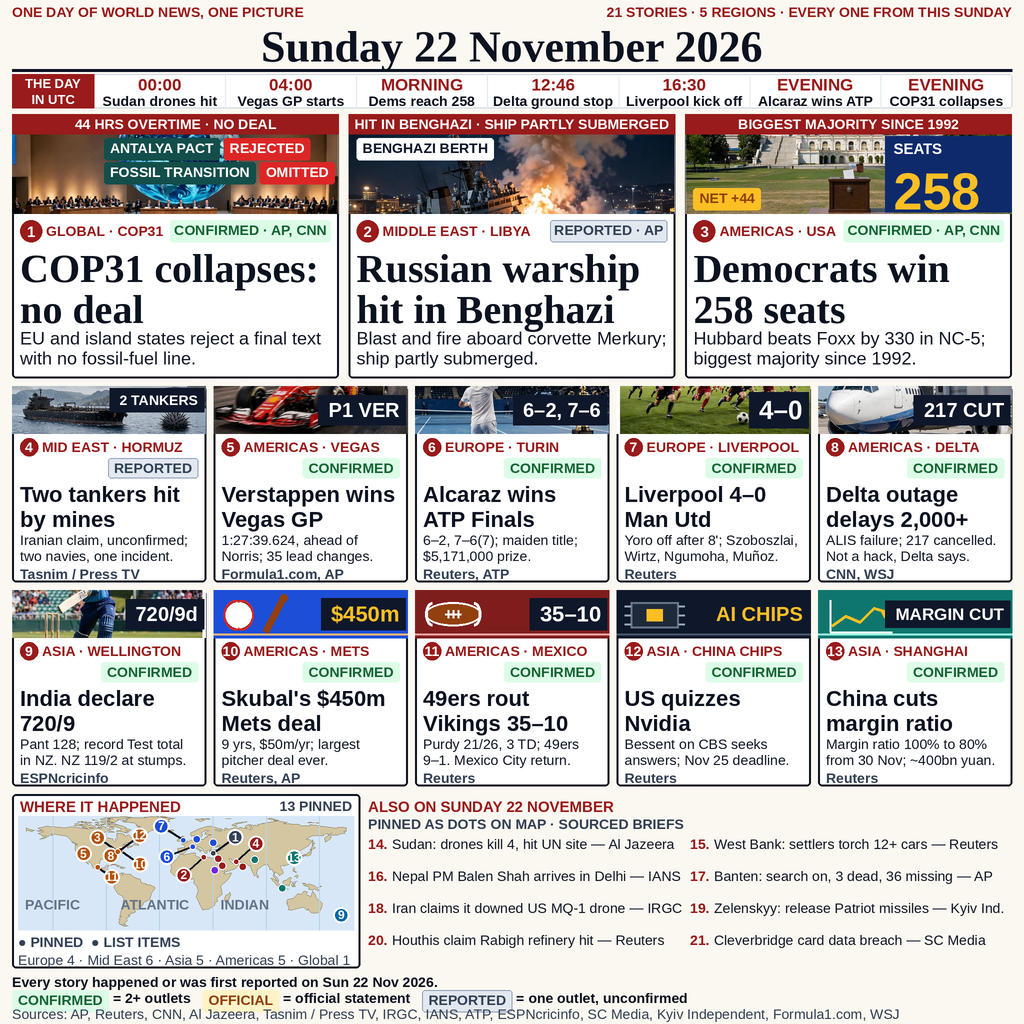 ONE DAY OF WORLD NEWS, ONE PICTURE
21 STORIES · 5 REGIONS · EVERY ONE FROM THIS SUNDAY
Sunday 22 November 2026
THE DAY
IN UTC
00:00
Sudan drones hit
04:00
Vegas GP starts
MORNING
Dems reach 258
12:46
Delta ground stop
16:30
Liverpool kick off
EVENING
Alcaraz wins ATP
EVENING
COP31 collapses
44 HRS OVERTIME · NO DEAL
ANTALYA PACT REJECTED
FOSSIL TRANSITION OMITTED
1 GLOBAL · COP31 CONFIRMED · AP, CNN
COP31 collapses:
no deal
EU and island states reject a final text
with no fossil-fuel line.
HIT IN BENGHAZI · SHIP PARTLY SUBMERGED
BENGHAZI BERTH
2 MIDDLE EAST · LIBYA REPORTED · AP
Russian warship
hit in Benghazi
Blast and fire aboard corvette Merkury;
ship partly submerged.
BIGGEST MAJORITY SINCE 1992
SEATS
258
NET +44
3 AMERICAS · USA CONFIRMED · AP, CNN
Democrats win
258 seats
Hubbard beats Foxx by 330 in NC-5;
biggest majority since 1992.
2 TANKERS
4 MID EAST · HORMUZ
REPORTED
Two tankers hit
by mines
Iranian claim, unconfirmed;
two navies, one incident.
Tasnim / Press TV
P1 VER
5 AMERICAS · VEGAS
CONFIRMED
Verstappen wins
Vegas GP
1:27:39.624, ahead of
Norris; 35 lead changes.
Formula1.com, AP
6–2, 7–6
6 EUROPE · TURIN
CONFIRMED
Alcaraz wins
ATP Finals
6–2, 7–6(7); maiden title;
$5,171,000 prize.
Reuters, ATP
4–0
7 EUROPE · LIVERPOOL
CONFIRMED
Liverpool 4–0
Man Utd
Yoro off after 8'; Szoboszlai,
Wirtz, Ngumoha, Muñoz.
Reuters
217 CUT
8 AMERICAS · DELTA
CONFIRMED
Delta outage
delays 2,000+
ALIS failure; 217 cancelled.
Not a hack, Delta says.
CNN, WSJ
720/9d
9 ASIA · WELLINGTON
CONFIRMED
India declare
720/9
Pant 128; record Test total
in NZ. NZ 119/2 at stumps.
ESPNcricinfo
$450m
10 AMERICAS · METS
CONFIRMED
Skubal's $450m
Mets deal
9 yrs, $50m/yr; largest
pitcher deal ever.
Reuters, AP
35–10
11 AMERICAS · MEXICO
CONFIRMED
49ers rout
Vikings 35–10
Purdy 21/26, 3 TD; 49ers
9–1. Mexico City return.
Reuters
AI CHIPS
12 ASIA · CHINA CHIPS
CONFIRMED
US quizzes
Nvidia
Bessent on CBS seeks
answers; Nov 25 deadline.
Reuters
MARGIN CUT
13 ASIA · SHANGHAI
CONFIRMED
China cuts
margin ratio
Margin ratio 100% to 80%
from 30 Nov; ~400bn yuan.
Reuters
WHERE IT HAPPENED 13 PINNED
7
3 12 1
5 8 6 4 13
10
11 2
PACIFIC ATLANTIC INDIAN
9
● PINNED ● LIST ITEMS
Europe 4 · Mid East 6 · Asia 5 · Americas 5 · Global 1
ALSO ON SUNDAY 22 NOVEMBER
PINNED AS DOTS ON MAP · SOURCED BRIEFS
14. Sudan: drones kill 4, hit UN site — Al Jazeera
15. West Bank: settlers torch 12+ cars — Reuters
16. Nepal PM Balen Shah arrives in Delhi — IANS
17. Banten: search on, 3 dead, 36 missing — AP
18. Iran claims it downed US MQ-1 drone — IRGC
19. Zelenskyy: release Patriot missiles — Kyiv Ind.
20. Houthis claim Rabigh refinery hit — Reuters
21. Cleverbridge card data breach — SC Media
Every story happened or was first reported on Sun 22 Nov 2026.
CONFIRMED = 2+ outlets OFFICIAL = official statement REPORTED = one outlet, unconfirmed
Sources: AP, Reuters, CNN, Al Jazeera, Tasnim / Press TV, IRGC, IANS, ATP, ESPNcricinfo, SC Media, Kyiv Independent, Formula1.com, WSJ